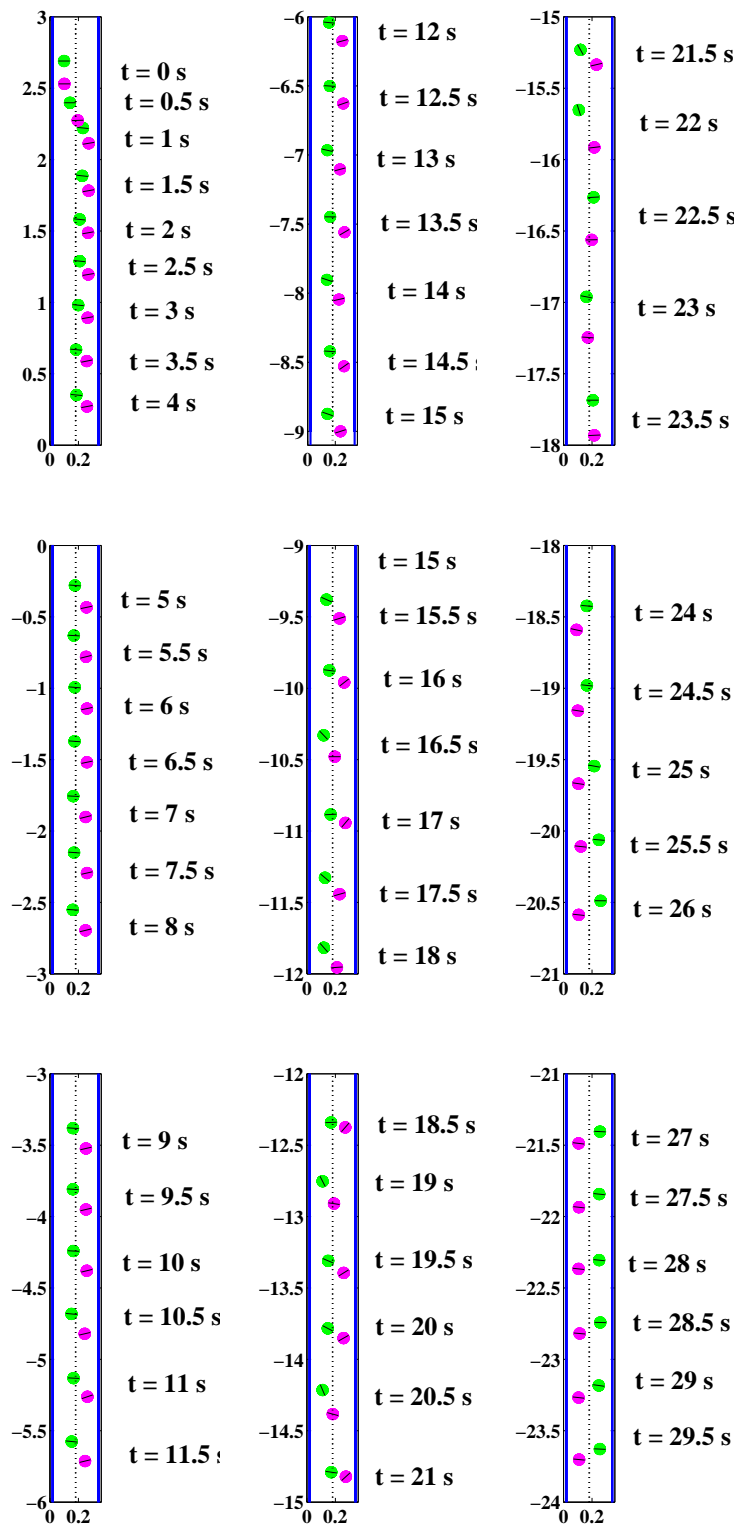 3
2.5
2
1.5
1
0.5
0
0 0.2
t = 0 s
t = 0.5 s
t = 1 s
t = 1.5 s
t = 2 s
t = 2.5 s
t = 3 s
t = 3.5 s
t = 4 s
0
−0.5
−1
−1.5
−2
−2.5
−3
0 0.2
t = 5 s
t = 5.5 s
t = 6 s
t = 6.5 s
t = 7 s
t = 7.5 s
t = 8 s
−3
−3.5
−4
−4.5
−5
−5.5
−6
0 0.2
t = 9 s
t = 9.5 s
t = 10 s
t = 10.5 s
t = 11 s
t = 11.5
−6
−6.5
−7
−7.5
−8
−8.5
−9
0 0.2
t = 12 s
t = 12.5 s
t = 13 s
t = 13.5 s
t = 14 s
t = 14.5 s
t = 15 s
−9
−9.5
−10
−10.5
−11
−11.5
−12
0 0.2
t = 15 s
t = 15.5 s
t = 16 s
t = 16.5 s
t = 17 s
t = 17.5 s
t = 18 s
−12
−12.5
−13
−13.5
−14
−14.5
−15
0 0.2
t = 18.5 s
t = 19 s
t = 19.5 s
t = 20 s
t = 20.5 s
t = 21 s
−15
−15.5
−16
−16.5
−17
−17.5
−18
0 0.2
t = 21.5 s
t = 22 s
t = 22.5 s
t = 23 s
t = 23.5 s
−18
−18.5
−19
−19.5
−20
−20.5
−21
0 0.2
t = 24 s
t = 24.5 s
t = 25 s
t = 25.5 s
t = 26 s
−21
−21.5
−22
−22.5
−23
−23.5
−24
0 0.2
t = 27 s
t = 27.5 s
t = 28 s
t = 28.5 s
t = 29 s
t = 29.5 s